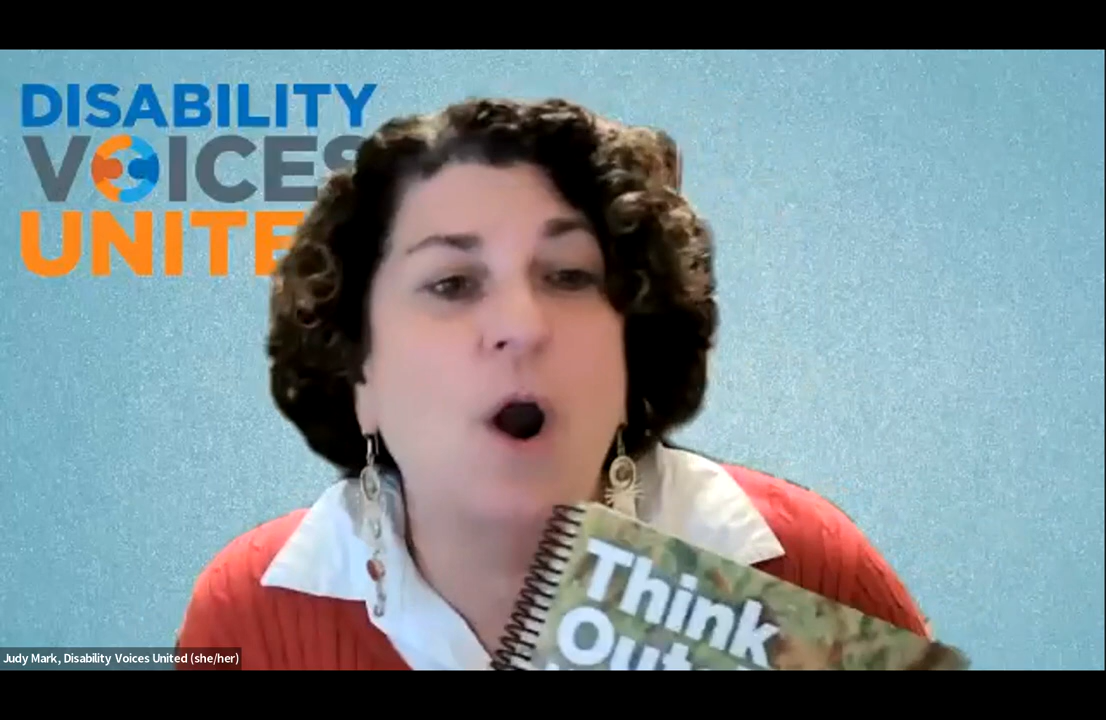 DISABILITY
VOICES
UNITE
Think
Out
Judy Mark, Disability Voices United (she/her)